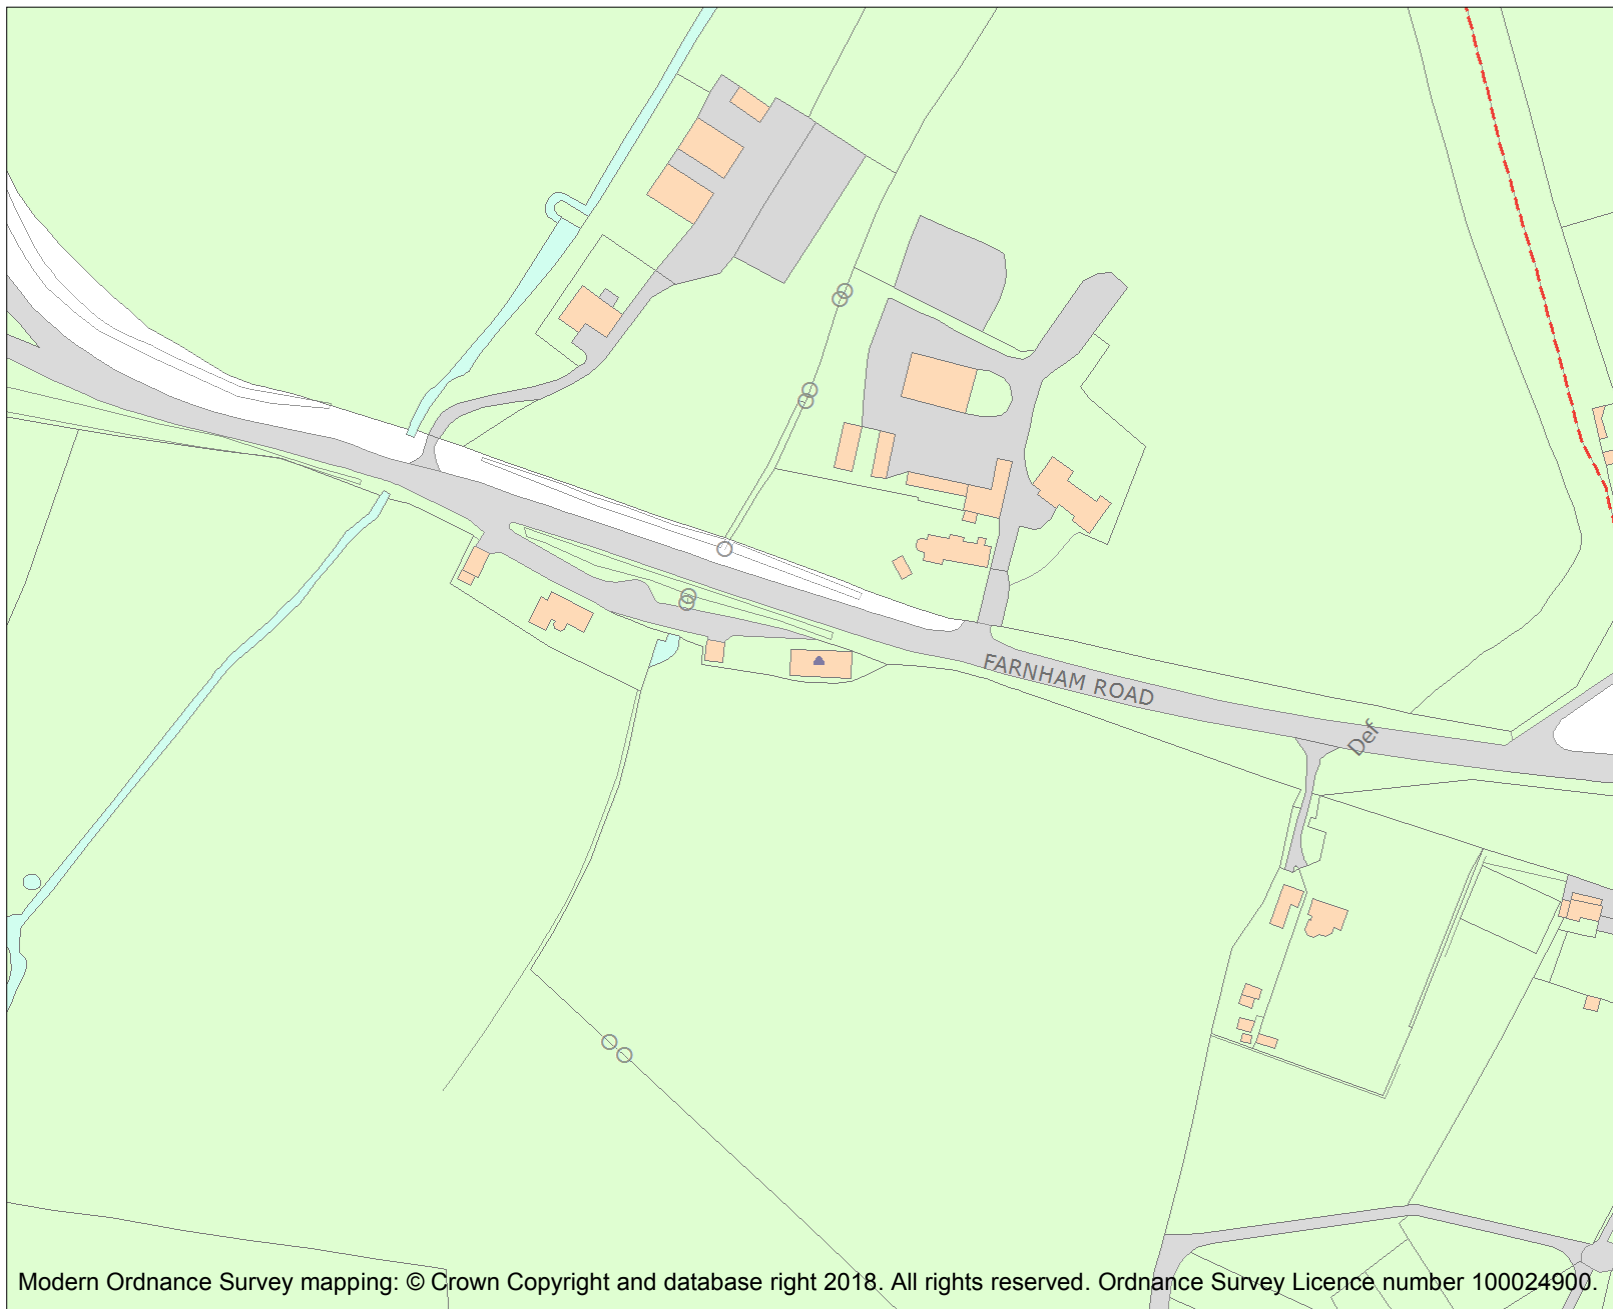 FARNHAM ROAD
Def
Modern Ordnance Survey mapping: © Crown Copyright and database right 2018. All rights reserved. Ordnance Survey Licence number 100024900.